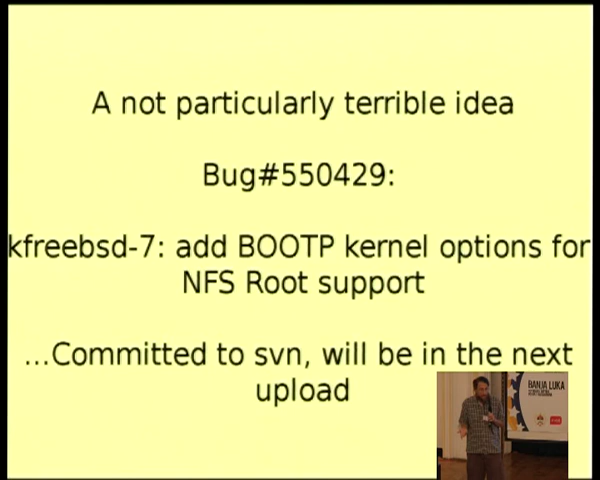 A not particularly terrible idea
Bug#550429:
kfreebsd-7: add BOOTP kernel options for
NFS Root support
...Committed to svn, will be in the next
upload
BANJA LUKA